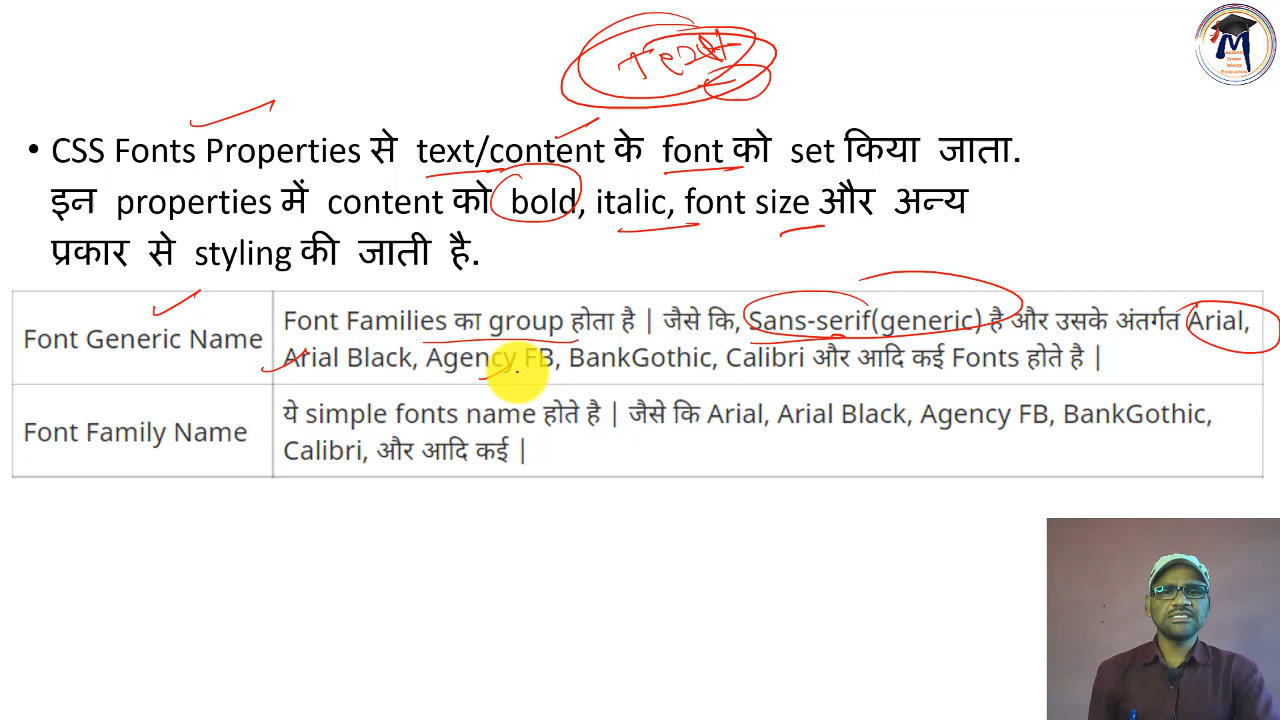 Text
• CSS Fonts Properties से text/content के font को set किया जाता.
इन properties में content को bold, italic, font size और अन्य
प्रकार से styling की जाती है.
Font Generic Name
Font Families का group होता है | जैसे कि, Sans-serif(generic) है और उसके अंतर्गत Arial,
Arial Black, Agency FB, BankGothic, Calibri और आदि कई Fonts होते है |
Font Family Name
ये simple fonts name होते है | जैसे कि Arial, Arial Black, Agency FB, BankGothic,
Calibri, और आदि कई |